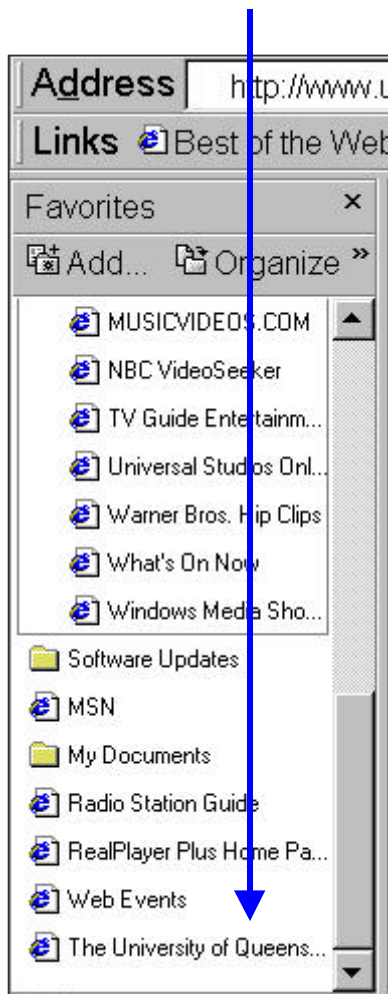 Address http://www.u
Links Best of the Web
Favorites ×
Add... Organize »
MUSICVIDEOS.COM
NBC VideoSeeker
TV Guide Entertainm...
Universal Studios Onl...
Warner Bros. Hip Clips
What's On Now
Windows Media Sho...
Software Updates
MSN
My Documents
Radio Station Guide
RealPlayer Plus Home Pa...
Web Events
The University of Queens...